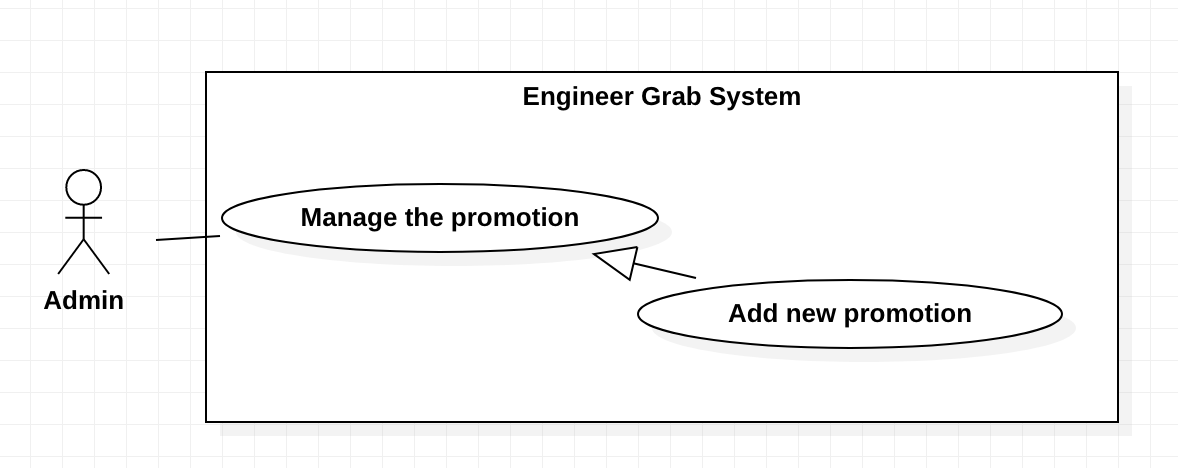 Engineer Grab System
Manage the promotion
Admin
Add new promotion